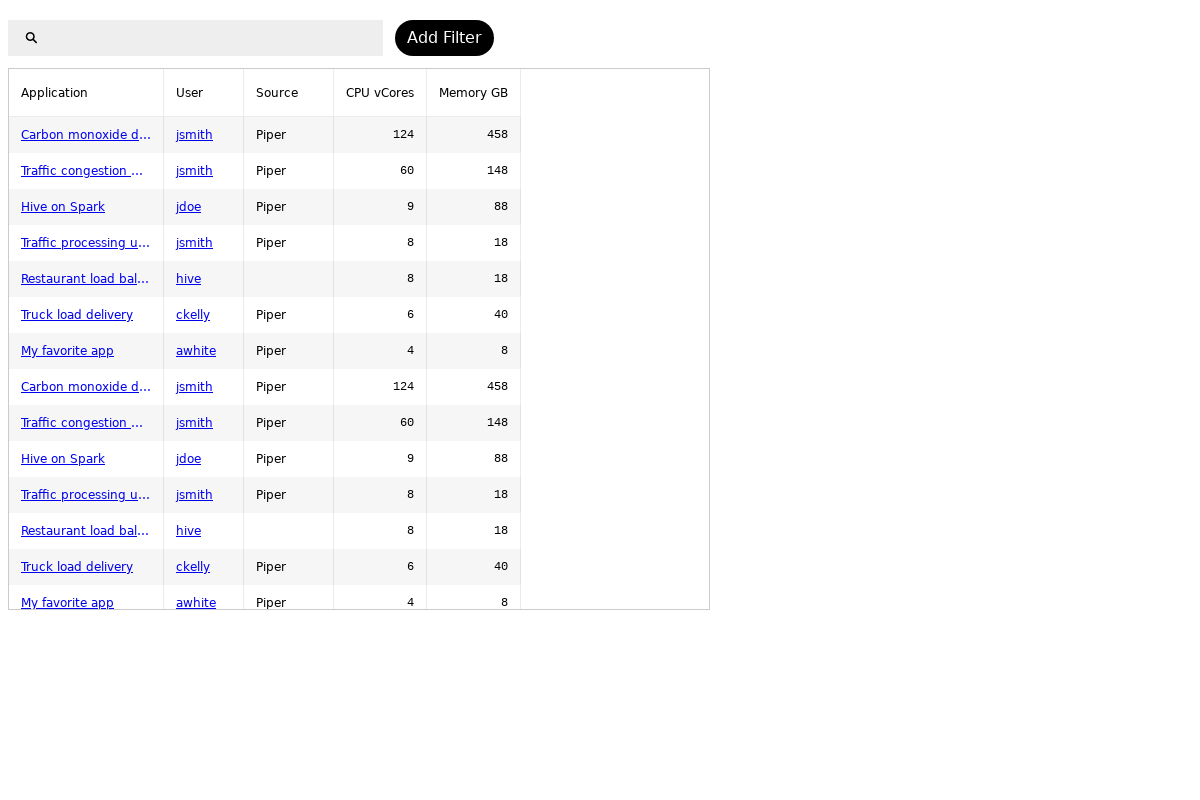 Add Filter
Application User Source CPU vCores Memory GB
Carbon monoxide d... jsmith Piper 124 458
Traffic congestion ... jsmith Piper 60 148
Hive on Spark jdoe Piper 9 88
Traffic processing u... jsmith Piper 8 18
Restaurant load bal... hive 8 18
Truck load delivery ckelly Piper 6 40
My favorite app awhite Piper 4 8
Carbon monoxide d... jsmith Piper 124 458
Traffic congestion ... jsmith Piper 60 148
Hive on Spark jdoe Piper 9 88
Traffic processing u... jsmith Piper 8 18
Restaurant load bal... hive 8 18
Truck load delivery ckelly Piper 6 40
My favorite app awhite Piper 4 8